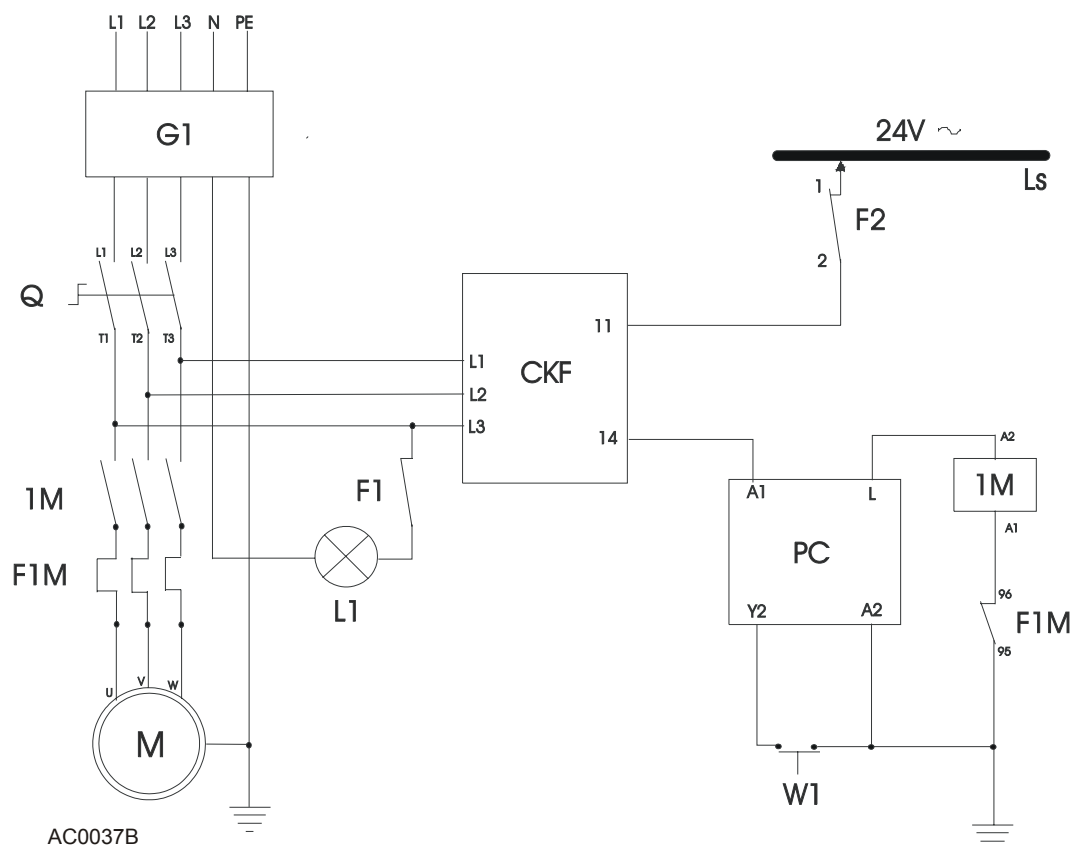 L1 L2 L3 N PE
G1
24V ~
Ls
1
F2
2
L1 L2 L3
Q
T1 T2 T3
11
L1
CKF
L2
L3
14
A2
F1
1M
1M
A1 L
A1
PC
F1M
96
Y2 A2
F1M
L1
95
U V W
M
W1
AC0037B